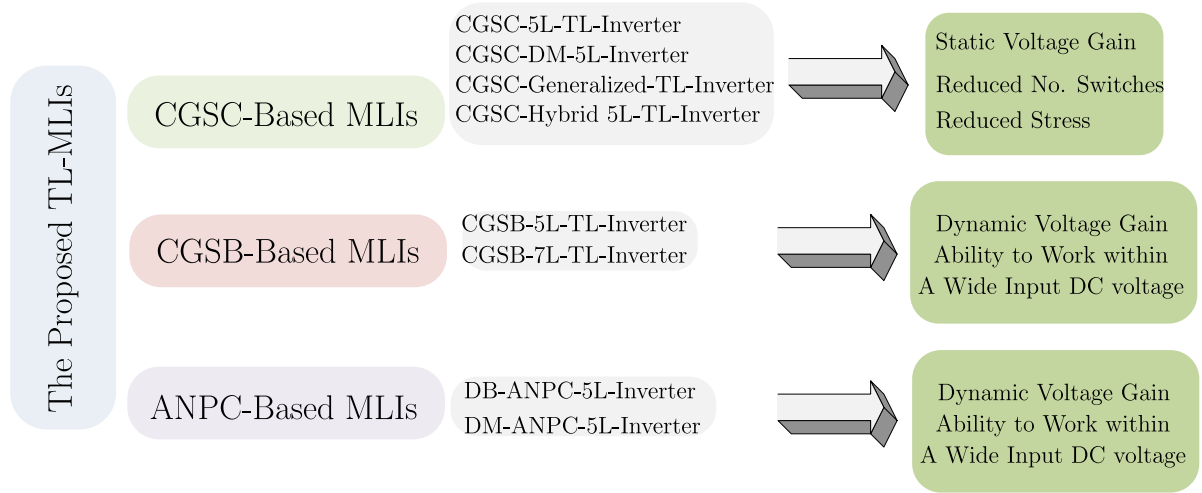 The Proposed TL-MLIs
CGSC-Based MLIs
CGSC-5L-TL-Inverter
CGSC-DM-5L-Inverter
CGSC-Generalized-TL-Inverter
CGSC-Hybrid 5L-TL-Inverter
Static Voltage Gain
Reduced No. Switches
Reduced Stress
CGSB-Based MLIs
CGSB-5L-TL-Inverter
CGSB-7L-TL-Inverter
Dynamic Voltage Gain
Ability to Work within
A Wide Input DC voltage
ANPC-Based MLIs
DB-ANPC-5L-Inverter
DM-ANPC-5L-Inverter
Dynamic Voltage Gain
Ability to Work within
A Wide Input DC voltage